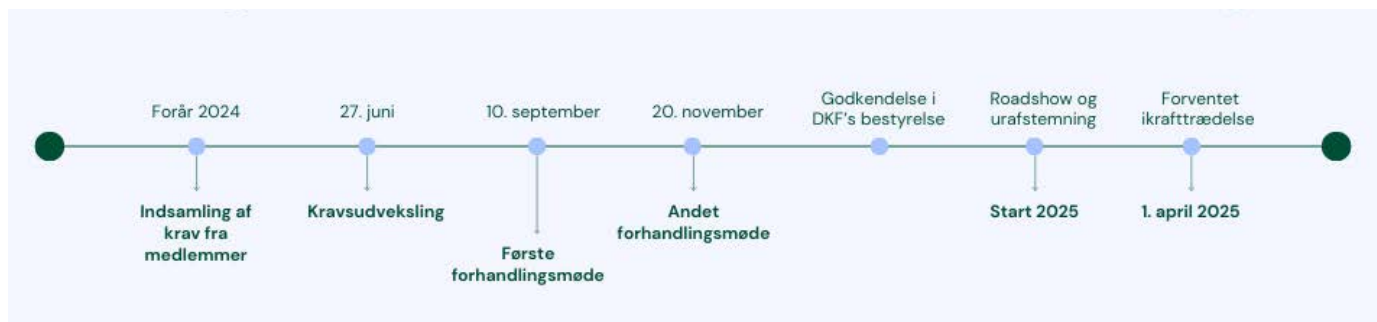 Forår 2024
27. juni
10. september
20. november
Godkendelse i
DKF's bestyrelse
Roadshow og
urafstemning
Forventet
ikrafttrædelse
Indsamling af
krav fra
medlemmer
Kravsudveksling
Første
forhandlingsmøde
Andet
forhandlingsmøde
Start 2025
1. april 2025